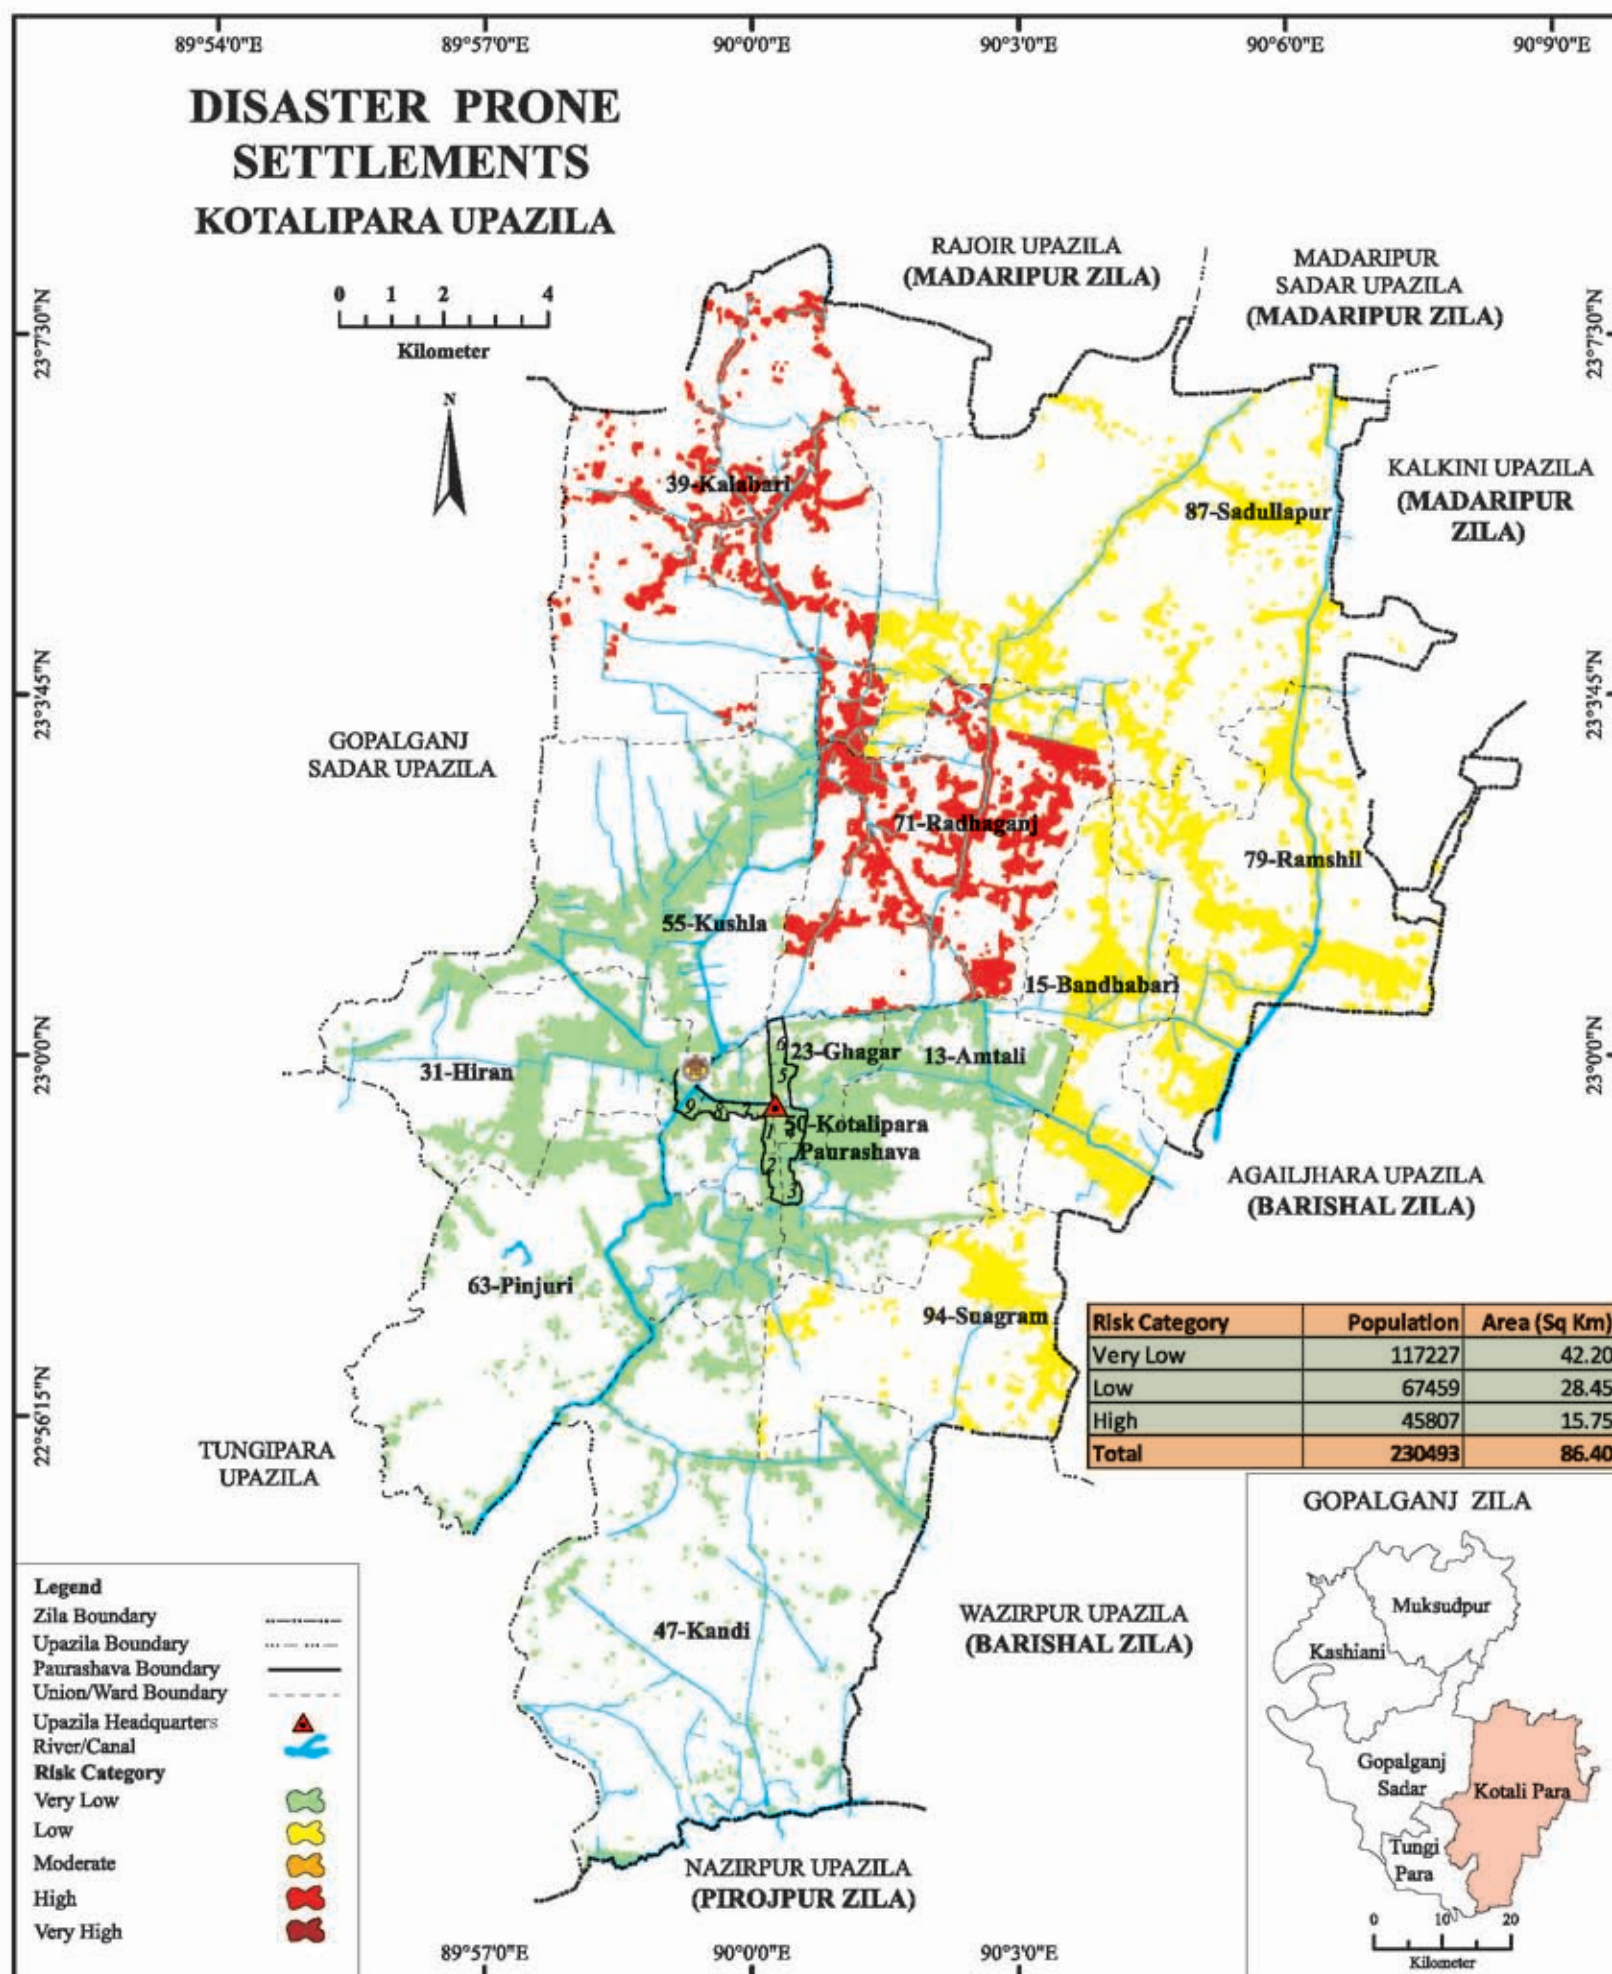 89°54'0"E 89°57'0"E 90°0'0"E 90°3'0"E 90°6'0"E 90°9'0"E
DISASTER PRONE
SETTLEMENTS
KOTALIPARA UPAZILA
0 1 2 4
Kilometer
N
RAJOIR UPAZILA
(MADARIPUR ZILA)
MADARIPUR
SADAR UPAZILA
(MADARIPUR ZILA)
23°7'30"N
23°7'30"N
KALKINI UPAZILA
(MADARIPUR
ZILA)
39-Kalabari
87-Sadullapur
23°3'45"N
23°3'45"N
GOPALGANJ
SADAR UPAZILA
71-Radhaganj
79-Ramshil
55-Kushla
15-Bandhabari
23°0'0"N
23°0'0"N
31-Hiran
6
23-Ghagar
13-Amtali
5
9 8 7
1 4
50-Kotalipara
Paurashava
2
3
AGAILJHARA UPAZILA
(BARISHAL ZILA)
63-Pinjuri
94-Suagram
Risk Category Population Area (Sq Km)
Very Low 117227 42.20
Low 67459 28.45
High 45807 15.75
Total 230493 86.40
22°56'15"N
TUNGIPARA
UPAZILA
47-Kandi
WAZIRPUR UPAZILA
(BARISHAL ZILA)
NAZIRPUR UPAZILA
(PIROJPUR ZILA)
Legend
Zila Boundary
Upazila Boundary
Paurashava Boundary
Union/Ward Boundary
Upazila Headquarters
River/Canal
Risk Category
Very Low
Low
Moderate
High
Very High
GOPALGANJ ZILA
Muksudpur
Kashiani
Gopalganj
Sadar
Kotali Para
Tungi
Para
0 10 20
Kilometer
89°57'0"E 90°0'0"E 90°3'0"E